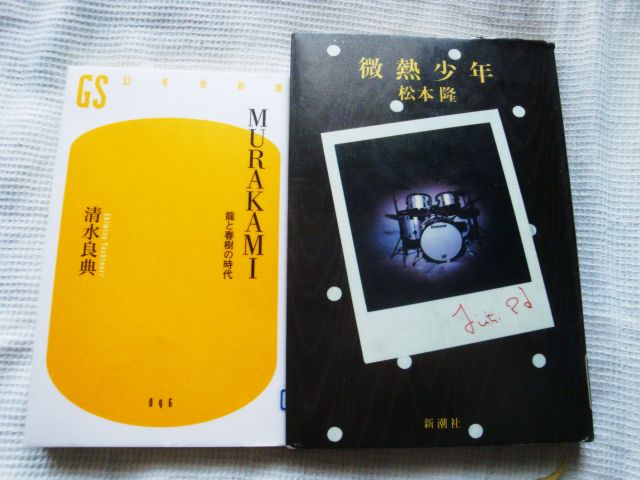 GS
幻冬舎新書
MURAKAMI
龍と春樹の時代
清水良典
Shimizu Yoshinori
096
微熱少年
松本隆
新潮社